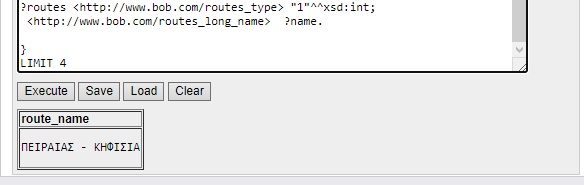 ?routes <http://www.bob.com/routes_type> "1"^^xsd:int;
<http://www.bob.com/routes_long_name>  ?name.
}
LIMIT 4
Execute Save Load Clear
route_name
ΠΕΙΡΑΙΑΣ - ΚΗΦΙΣΙΑ